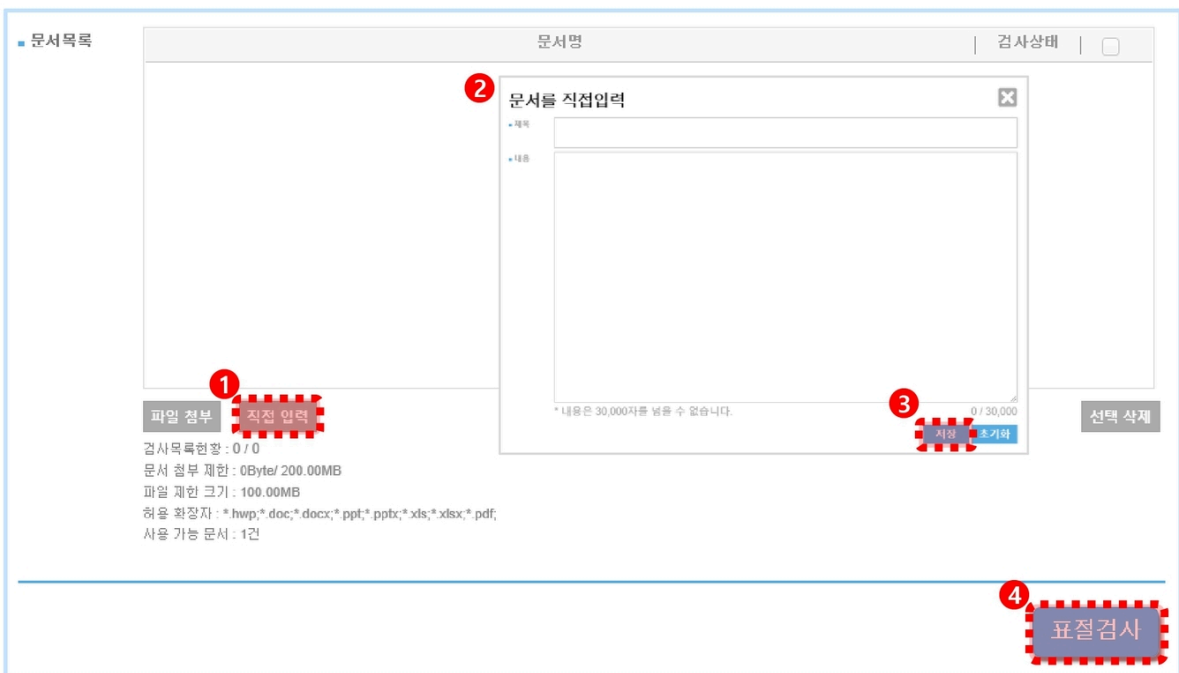 문서목록
문서명
검사상태
2
문서를 직접입력
제목
내용
* 내용은 30,000자를 넘을 수 없습니다.
0 / 30,000
3
저장
초기화
1
파일 첨부
직접 입력
선택 삭제
검사목록현황 : 0 / 0
문서 첨부 제한 : 0Byte/ 200.00MB
파일 제한 크기 : 100.00MB
허용 확장자 : *.hwp;*.doc;*.docx;*.ppt;*.pptx;*.xls;*.xlsx;*.pdf;
사용 가능 문서 : 1건
4
표절검사